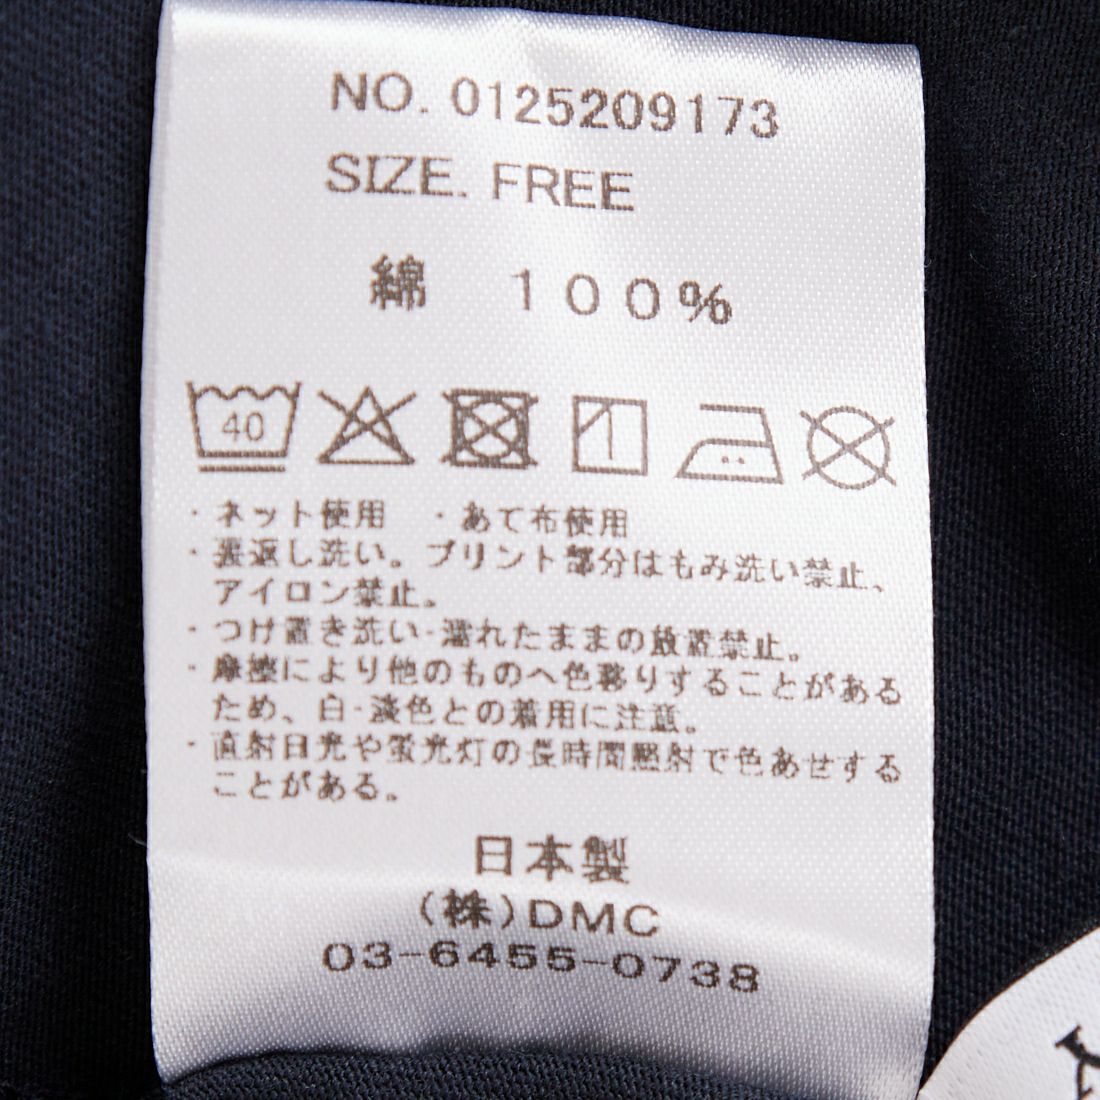 NO. 0125209173
SIZE. FREE
綿 100%
40
・ネット使用 ・あて布使用
・裏返し洗い。プリント部分はもみ洗い禁止、
アイロン禁止。
・つけ置き洗い・濡れたままの放置禁止。
・摩擦により他のものへ色移りすることがある
ため、白・淡色との着用に注意。
・直射日光や蛍光灯の長時間照射で色あせする
ことがある。
日本製
(株)DMC
03-6455-0738